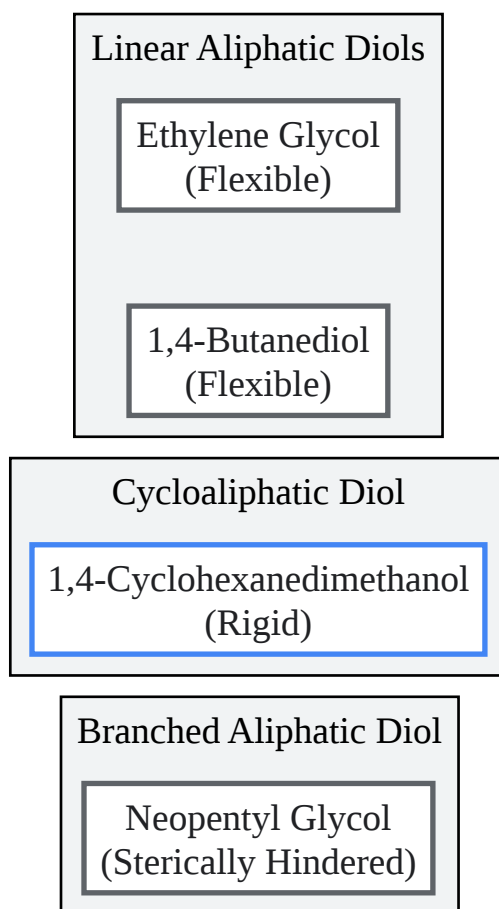 Linear Aliphatic Diols
Ethylene Glycol
(Flexible)
1,4-Butanediol
(Flexible)
Cycloaliphatic Diol
1,4-Cyclohexanedimethanol
(Rigid)
Branched Aliphatic Diol
Neopentyl Glycol
(Sterically Hindered)